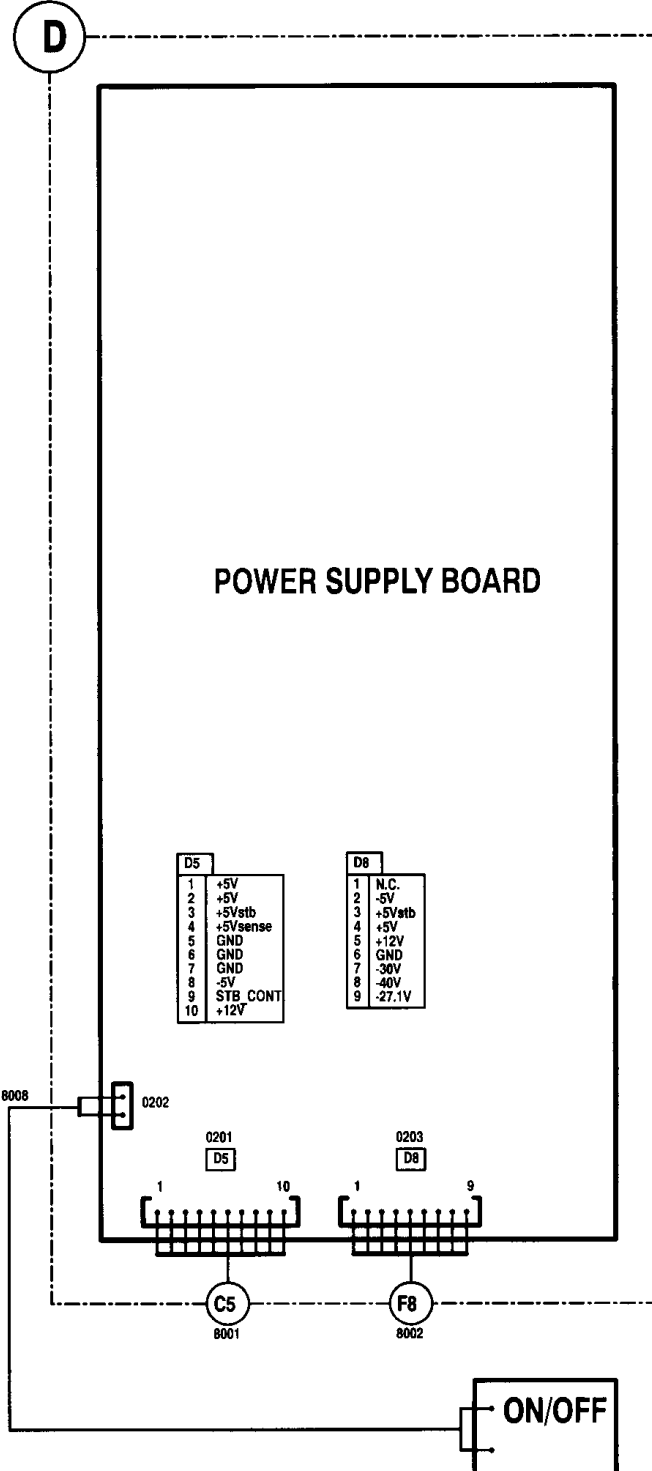 D
POWER SUPPLY BOARD
D5
1 +5V
2 +5V
3 +5Vstb
4 +5Vsense
5 GND
6 GND
7 GND
8 -5V
9 STB_CONT
10 +12V
D8
1 N.C.
2 -5V
3 +5Vstb
4 +5V
5 +12V
6 GND
7 -30V
8 -40V
9 -27.1V
8008
0202
0201
D5
1 10
0203
D8
1 9
C5
8001
F8
8002
ON/OFF